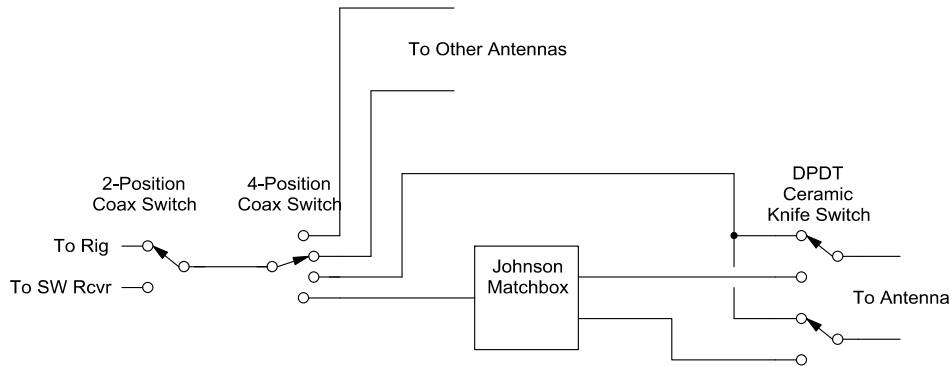 To Other Antennas
2-Position
Coax Switch
4-Position
Coax Switch
DPDT
Ceramic
Knife Switch
To Rig
To SW Rcvr
Johnson
Matchbox
To Antenna